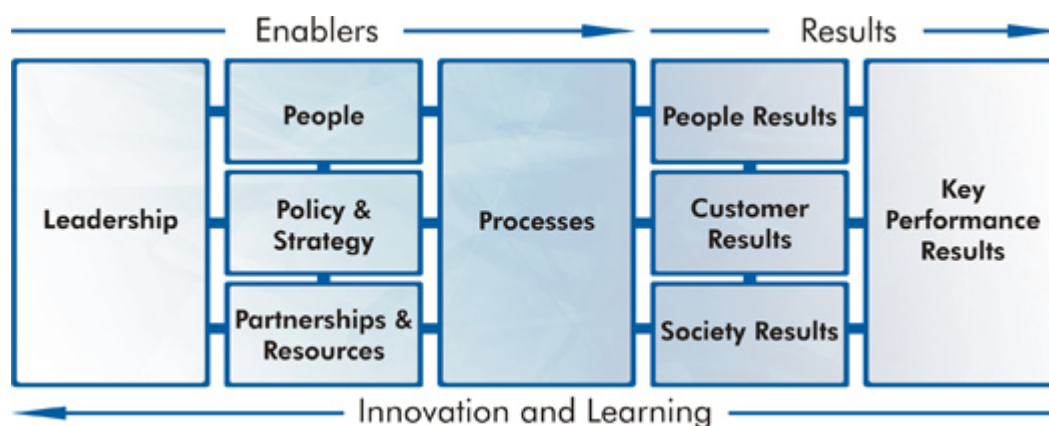 Enablers
Results
Leadership
People
Policy &
Strategy
Partnerships &
Resources
Processes
People Results
Customer
Results
Society Results
Key
Performance
Results
Innovation and Learning